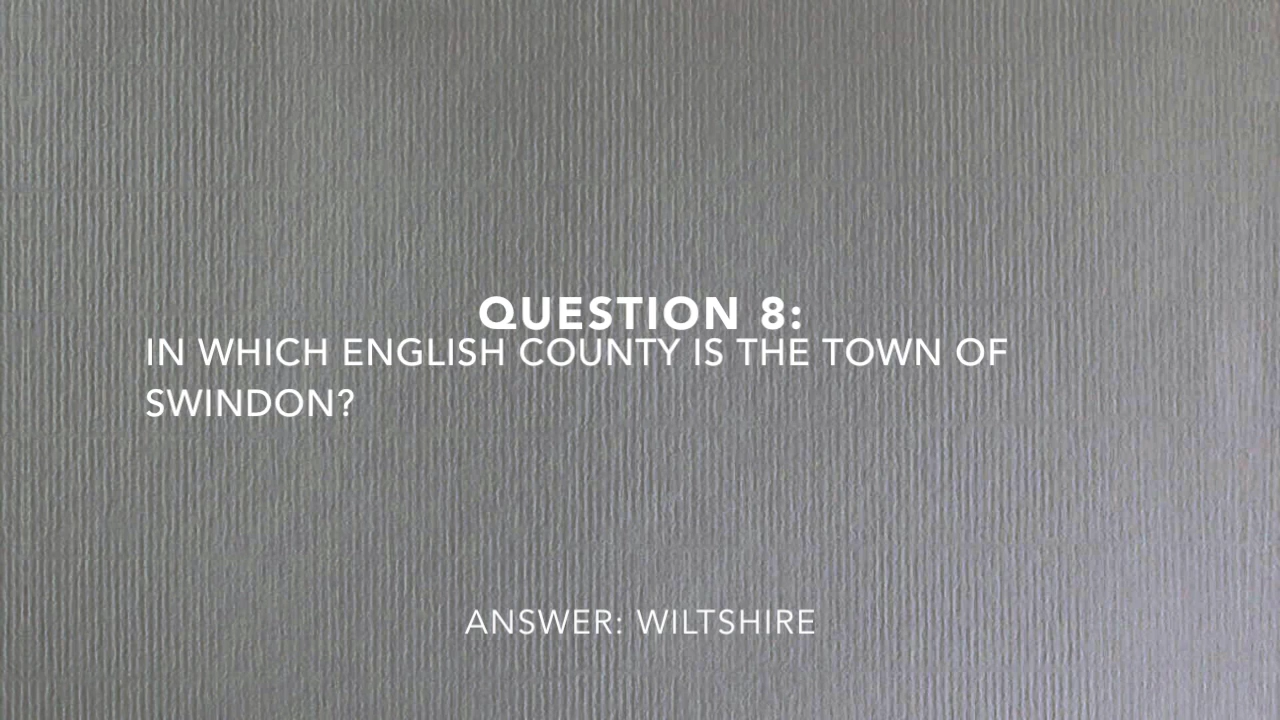 QUESTION 8:
IN WHICH ENGLISH COUNTY IS THE TOWN OF
SWINDON?
ANSWER: WILTSHIRE